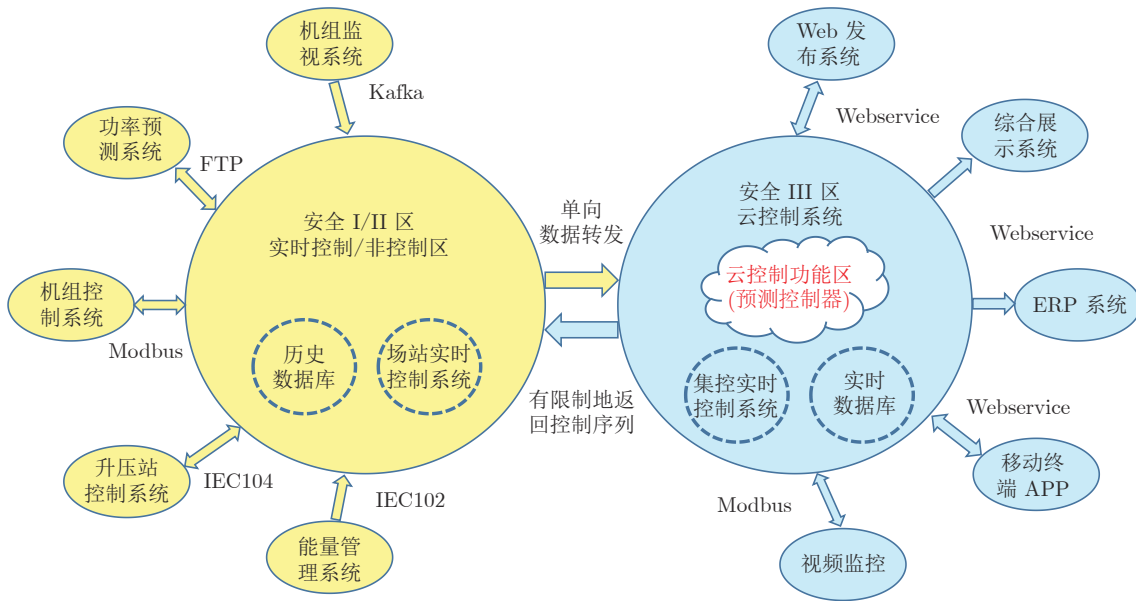 机组监
视系统
Kafka
功率预
测系统
FTP
安全 I/II 区
实时控制/非控制区
机组控
制系统
Modbus
历史
数据库
场站实时
控制系统
升压站
控制系统
IEC104
IEC102
能量管
理系统
单向
数据转发
有限制地返
回控制序列
Web 发
布系统
Webservice
综合展
示系统
安全 III 区
云控制系统
云控制功能区
(预测控制器)
Webservice
ERP 系统
集控实时
控制系统
实时
数据库
Webservice
移动终
端 APP
Modbus
视频监控